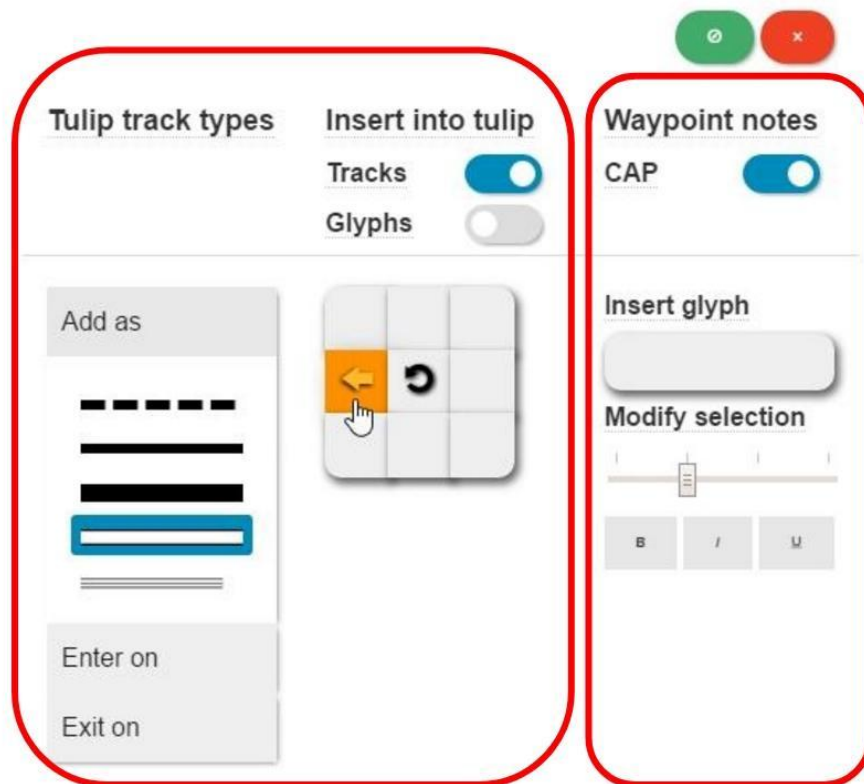 Tulip track types
Insert into tulip
Tracks
Glyphs
Waypoint notes
CAP
Add as
Enter on
Exit on
Insert glyph
Modify selection
B I U